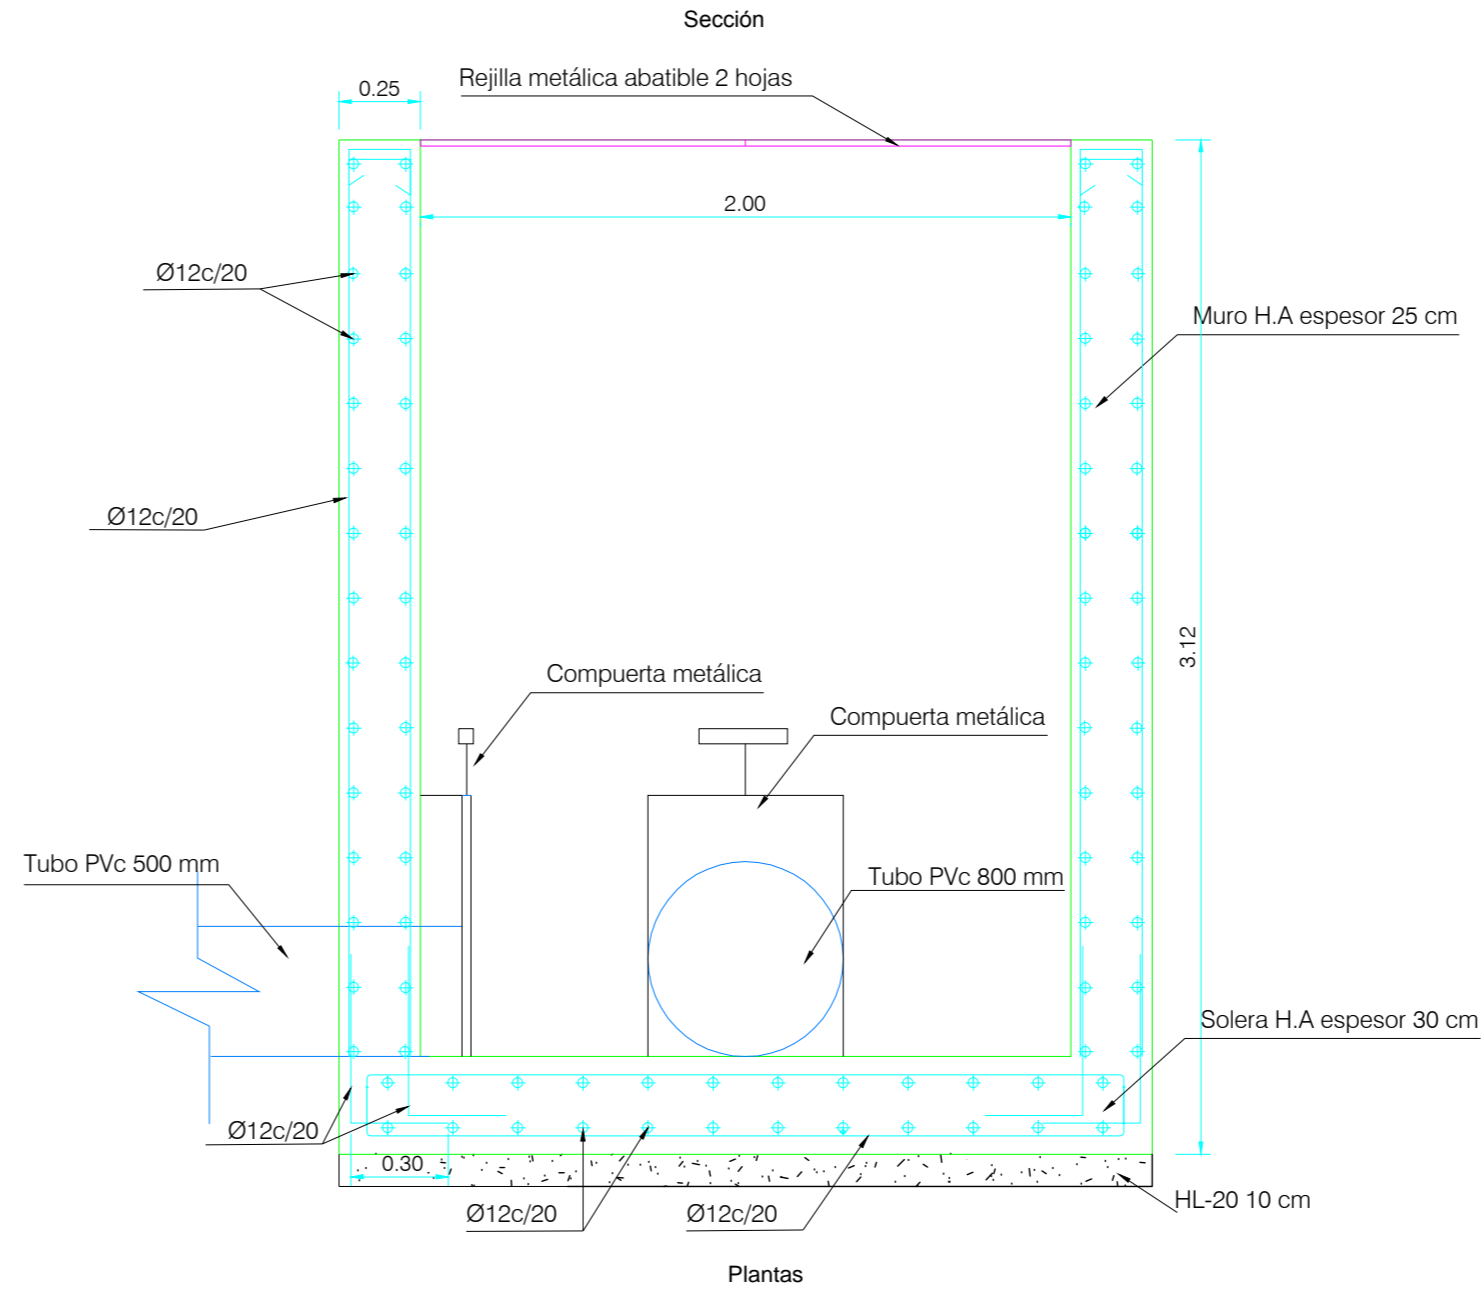 Sección
Rejilla metálica abatible 2 hojas
0.25
2.00
Ø12c/20
Muro H.A espesor 25 cm
Ø12c/20
3.12
Compuerta metálica
Compuerta metálica
Tubo PVc 500 mm
Tubo PVc 800 mm
Solera H.A espesor 30 cm
Ø12c/20
0.30
HL-20 10 cm
Ø12c/20
Ø12c/20
Plantas